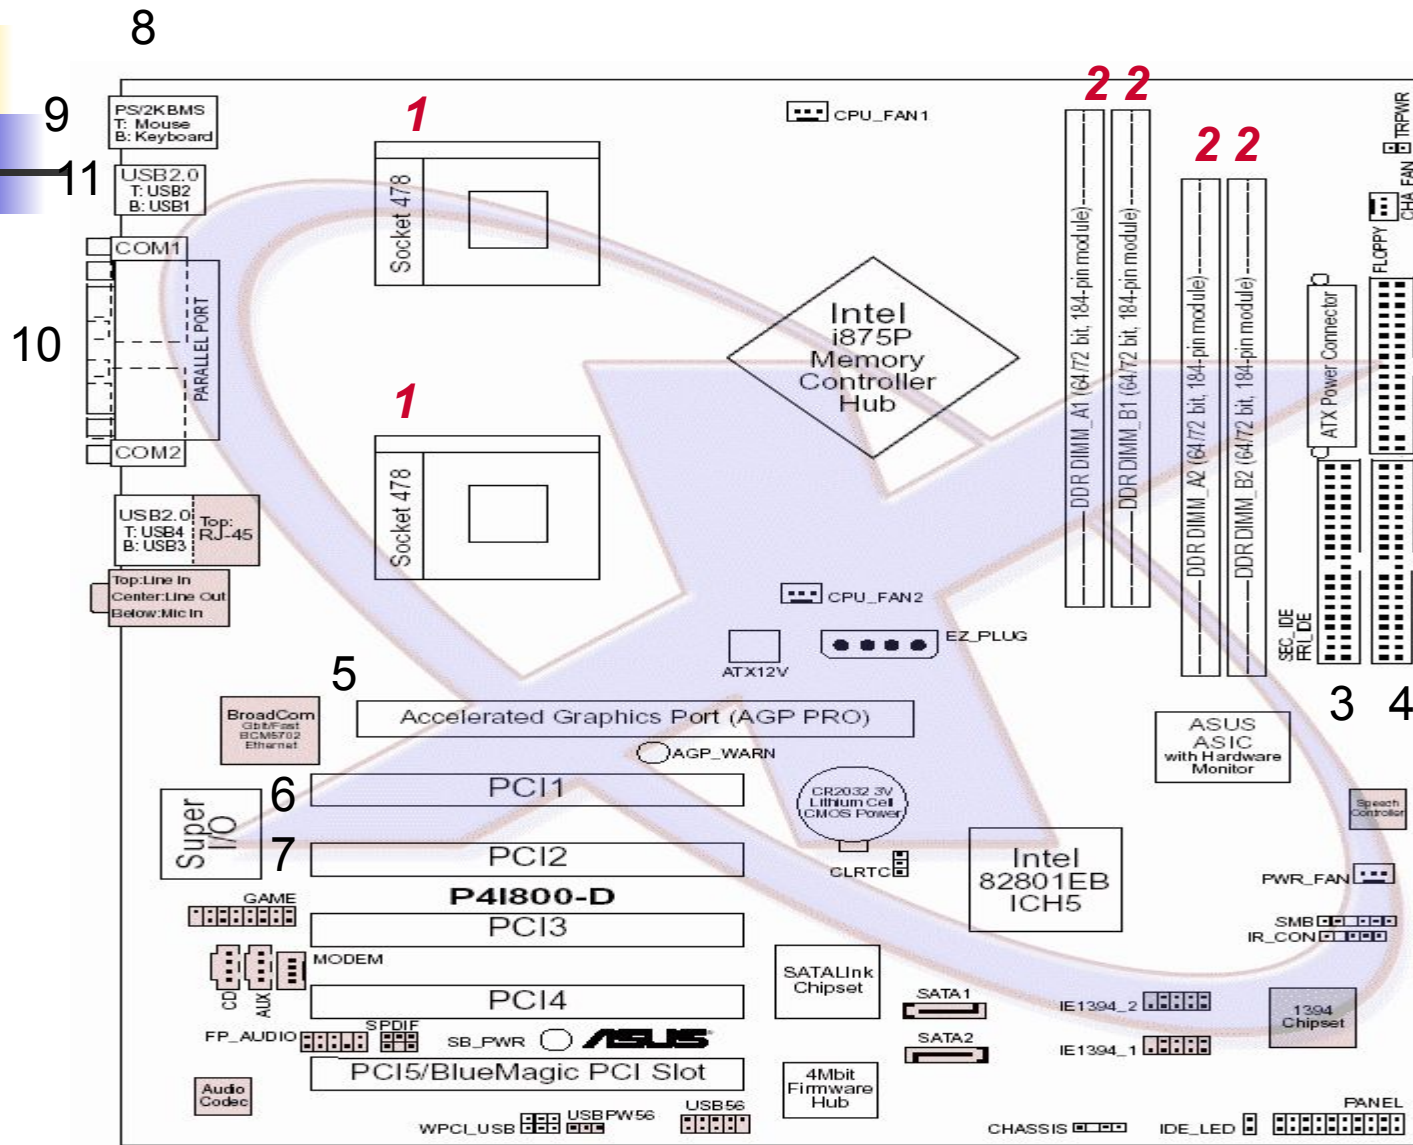 8
9
PS/2KBMS
T: Mouse
B: Keyboard
11
USB2.0
T: USB2
B: USB1
COM1
10
PARALLEL PORT
COM2
USB2.0
T: USB4
B: USB3
Top:
RJ-45
Top:Line In
Center:Line Out
Below:Mic In
1
Socket 478
1
Socket 478
CPU_FAN1
Intel
i875P
Memory
Controller
Hub
2 2
2 2
DDR DIMM_A1 (64/72 bit, 184-pin module)
DDR DIMM_B1 (64/72 bit, 184-pin module)
DDR DIMM_A2 (64/72 bit, 184-pin module)
DDR DIMM_B2 (64/72 bit, 184-pin module)
TRPWR
CHA_FAN
FLOPPY
ATX Power Connector
SEC_IDE
PRI_IDE
3 4
CPU_FAN2
EZ_PLUG
ATX12V
5
Accelerated Graphics Port (AGP PRO)
AGP_WARN
BroadCom
Gbit/Fast
BCM5702
Ethernet
ASUS
ASIC
with Hardware
Monitor
6
PCI1
CR2032 3V
Lithium Cell
CMOS Power
Speech
Controller
Super
I/O
7
PCI2
CLRTC
Intel
82801EB
ICH5
PWR_FAN
P4I800-D
GAME
PCI3
SMB
IR_CON
MODEM
CD
AUX
PCI4
SATALink
Chipset
SATA1
SATA2
IE1394_2
IE1394_1
1394
Chipset
FP_AUDIO
SPDIF
SB_PWR
ASUS
PCI5/BlueMagic PCI Slot
4Mbit
Firmware
Hub
Audio
Codec
WPCI_USB
USBPW56
USB56
CHASSIS
IDE_LED
PANEL